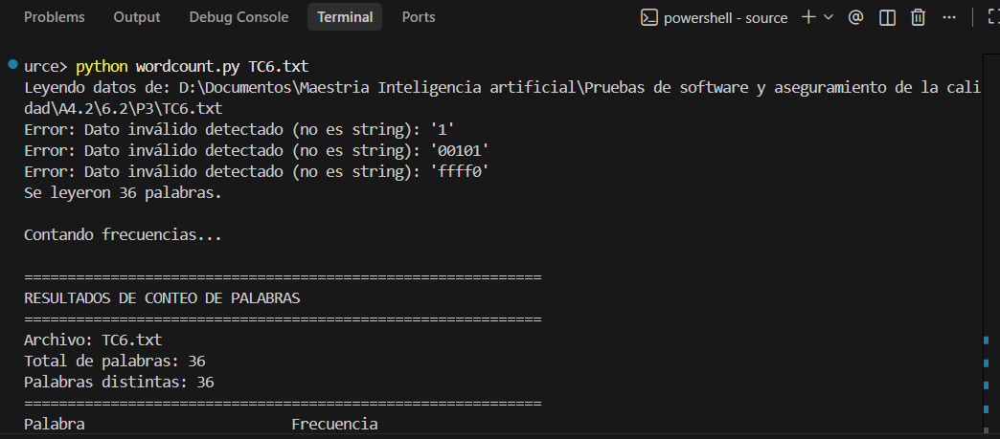 Problems Output Debug Console Terminal Ports powershell - source
urce> python wordcount.py TC6.txt
Leyendo datos de: D:\Documentos\Maestria Inteligencia artificial\Pruebas de software y aseguramiento de la cali
dad\A4.2\6.2\P3\TC6.txt
Error: Dato inválido detectado (no es string): '1'
Error: Dato inválido detectado (no es string): '00101'
Error: Dato inválido detectado (no es string): 'ffff0'
Se leyeron 36 palabras.
Contando frecuencias...
============================================================
RESULTADOS DE CONTEO DE PALABRAS
============================================================
Archivo: TC6.txt
Total de palabras: 36
Palabras distintas: 36
============================================================
Palabra Frecuencia